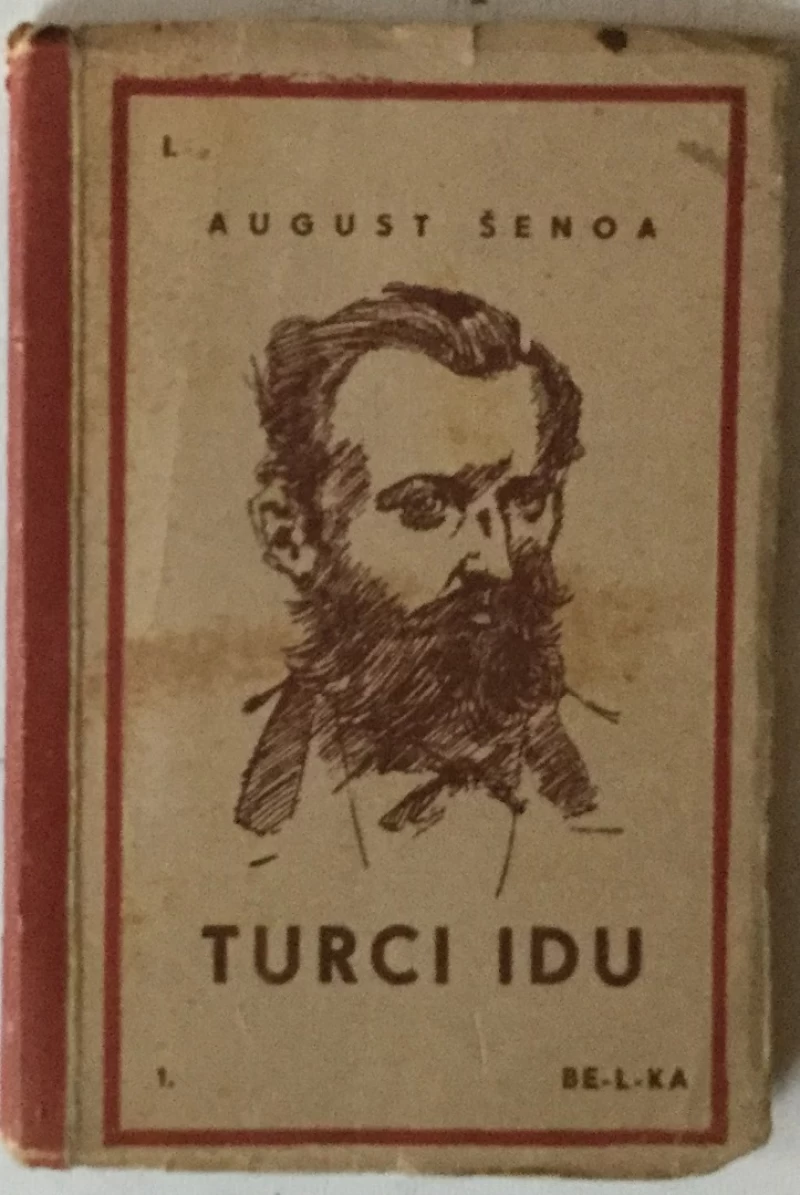 I.
AUGUST ŠENOA
TURCI IDU
1. BE-L-KA